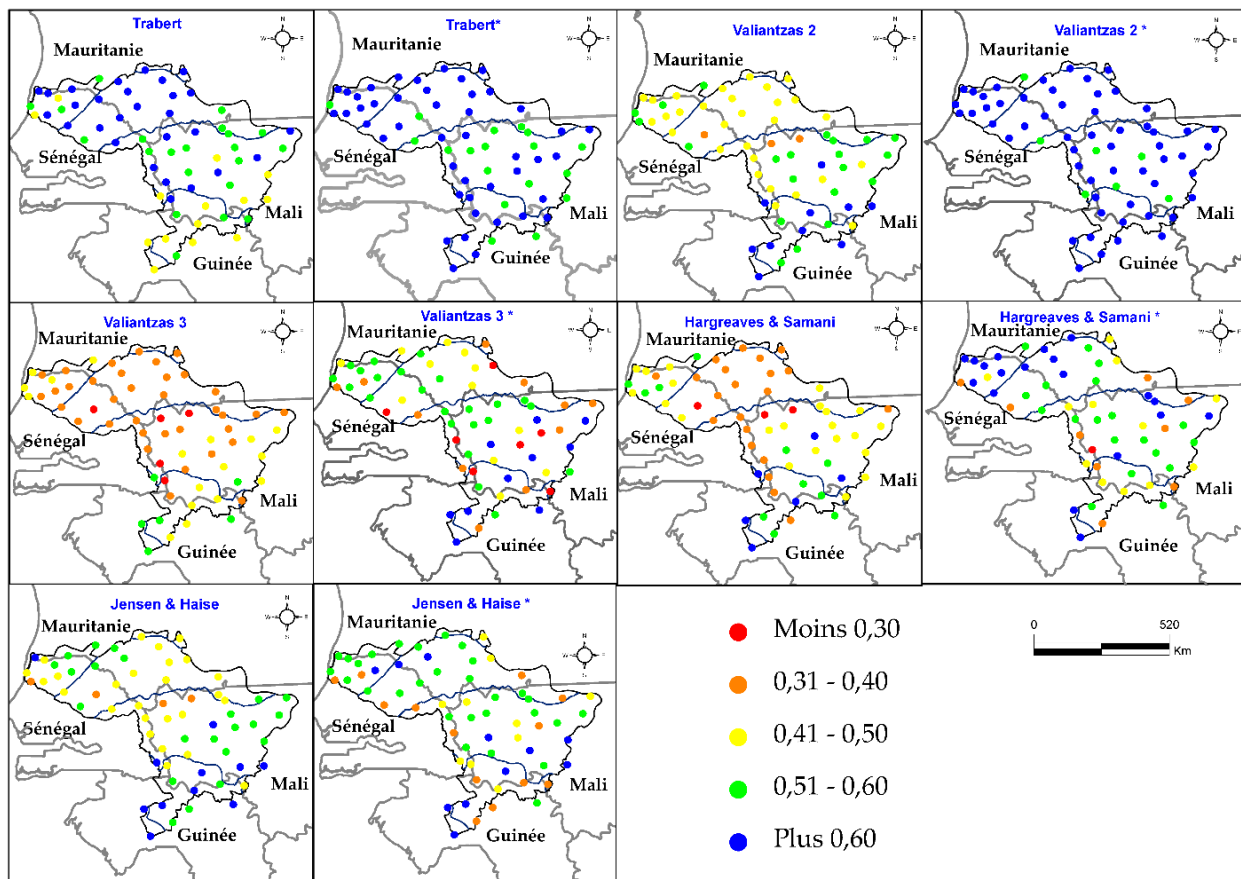 Trabert
Mauritanie
N
W E
S
Sénégal
Mali
Guinée
Trabert*
Mauritanie
N
W E
S
Sénégal
Mali
Guinée
Valiantzas 2
Mauritanie
N
W E
S
Sénégal
Mali
Guinée
Valiantzas 2 *
Mauritanie
N
W E
S
Sénégal
Mali
Guinée
Valiantzas 3
Mauritanie
N
W E
S
Sénégal
Mali
Guinée
Valiantzas 3 *
Mauritanie
N
W
S
Sénégal
Mali
Guinée
Hargreaves & Samani
Mauritanie
N
W E
S
Sénégal
Mali
Guinée
Hargreaves & Samani *
Mauritanie
N
W
S
Sénégal
Mali
Guinée
Jensen & Haise
Mauritanie
N
W E
S
Sénégal
Mali
Guinée
Jensen & Haise *
Mauritanie
N
W E
S
Sénégal
Mali
Guinée
Moins 0,30
0,31 - 0,40
0,41 - 0,50
0,51 - 0,60
Plus 0,60
0 520
Km